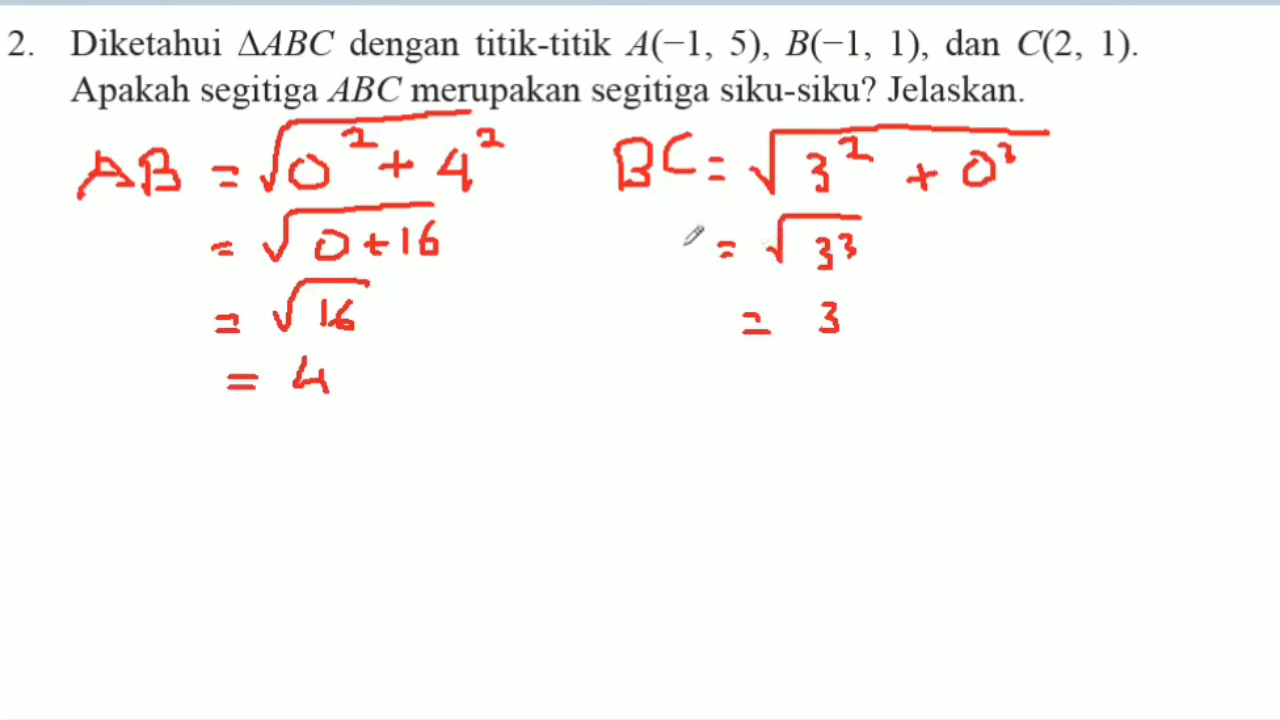 2. Diketahui ΔABC dengan titik-titik A(−1, 5), B(−1, 1), dan C(2, 1).
Apakah segitiga ABC merupakan segitiga siku-siku? Jelaskan.
AB = √0² + 4²
= √0+16
= √16
= 4
BC = √3² + 0²
= √3²
= 3